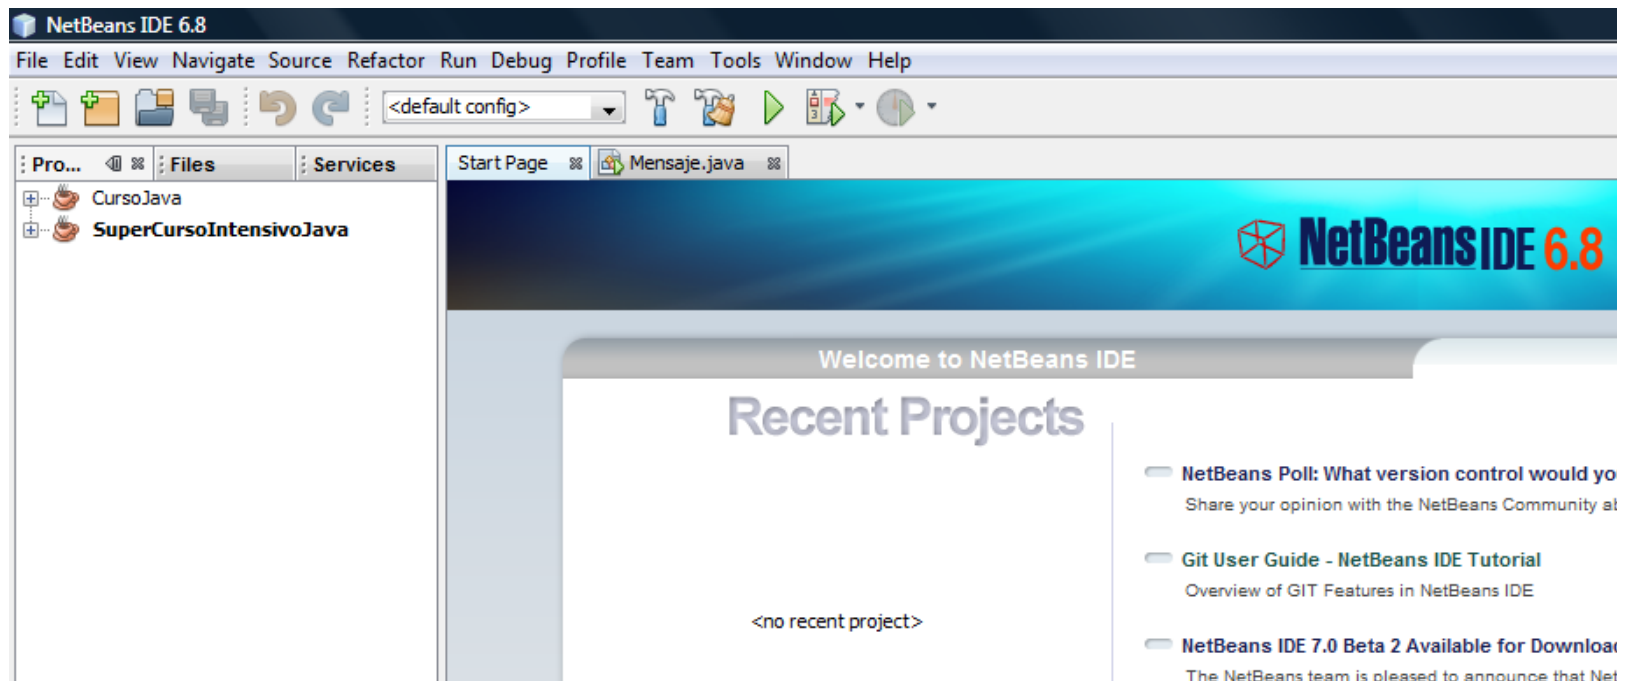 NetBeans IDE 6.8
File Edit View Navigate Source Refactor Run Debug Profile Team Tools Window Help
<default config>
Pro... Files Services
Start Page Mensaje.java
CursoJava
SuperCursoIntensivoJava
NetBeans IDE 6.8
Welcome to NetBeans IDE
Recent Projects
<no recent project>
NetBeans Poll: What version control would yo
Share your opinion with the NetBeans Community
Git User Guide - NetBeans IDE Tutorial
Overview of GIT Features in NetBeans IDE
NetBeans IDE 7.0 Beta 2 Available for Downloa
The NetBeans team is pleased to announce that Net